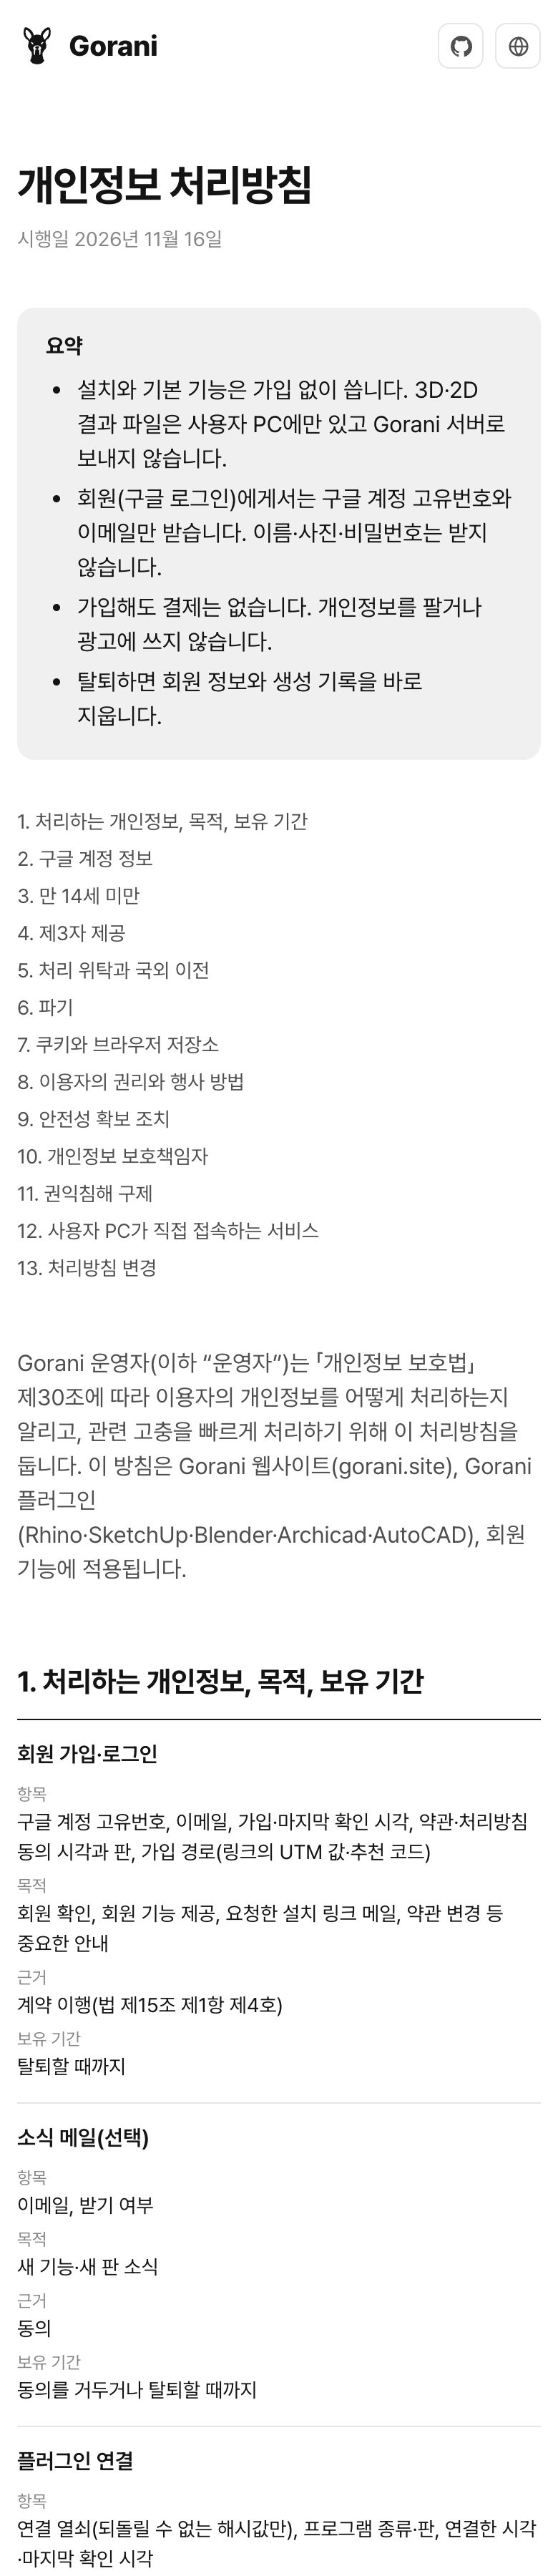 Gorani
개인정보 처리방침
시행일 2026년 11월 16일
요약
• 설치와 기본 기능은 가입 없이 씁니다. 3D·2D
결과 파일은 사용자 PC에만 있고 Gorani 서버로
보내지 않습니다.
• 회원(구글 로그인)에게서는 구글 계정 고유번호와
이메일만 받습니다. 이름·사진·비밀번호는 받지
않습니다.
• 가입해도 결제는 없습니다. 개인정보를 팔거나
광고에 쓰지 않습니다.
• 탈퇴하면 회원 정보와 생성 기록을 바로
지웁니다.
1. 처리하는 개인정보, 목적, 보유 기간
2. 구글 계정 정보
3. 만 14세 미만
4. 제3자 제공
5. 처리 위탁과 국외 이전
6. 파기
7. 쿠키와 브라우저 저장소
8. 이용자의 권리와 행사 방법
9. 안전성 확보 조치
10. 개인정보 보호책임자
11. 권익침해 구제
12. 사용자 PC가 직접 접속하는 서비스
13. 처리방침 변경
Gorani 운영자(이하 “운영자”)는 「개인정보 보호법」
제30조에 따라 이용자의 개인정보를 어떻게 처리하는지
알리고, 관련 고충을 빠르게 처리하기 위해 이 처리방침을
둡니다. 이 방침은 Gorani 웹사이트(gorani.site), Gorani
플러그인
(Rhino·SketchUp·Blender·Archicad·AutoCAD), 회원
기능에 적용됩니다.
1. 처리하는 개인정보, 목적, 보유 기간
회원 가입·로그인
항목
구글 계정 고유번호, 이메일, 가입·마지막 확인 시각, 약관·처리방침
동의 시각과 판, 가입 경로(링크의 UTM 값·추천 코드)
목적
회원 확인, 회원 기능 제공, 요청한 설치 링크 메일, 약관 변경 등
중요한 안내
근거
계약 이행(법 제15조 제1항 제4호)
보유 기간
탈퇴할 때까지
소식 메일(선택)
항목
이메일, 받기 여부
목적
새 기능·새 판 소식
근거
동의
보유 기간
동의를 거두거나 탈퇴할 때까지
플러그인 연결
항목
연결 열쇠(되돌릴 수 없는 해시값만), 프로그램 종류·판, 연결한 시각
·마지막 확인 시각